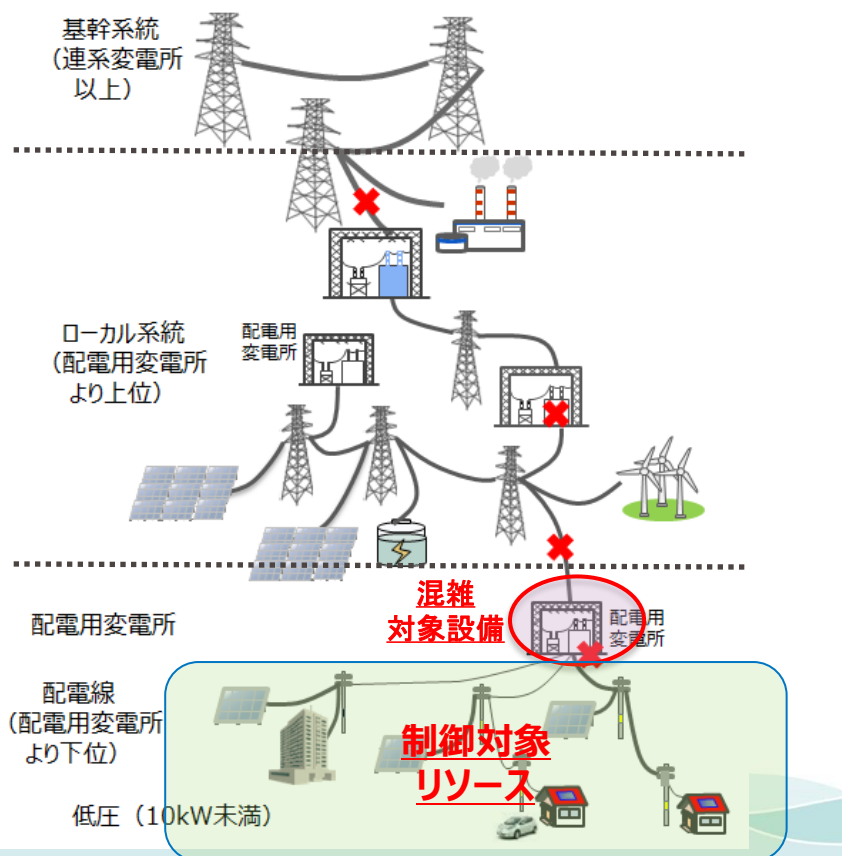 基幹系統
（連系変電所
以上）
ローカル系統
（配電用変電所
より上位）
配電用
変電所
混雑
対象設備
配電用変電所
配電用
変電所
配電線
（配電用変電所
より下位）
制御対象
リソース
低圧（10kW未満）